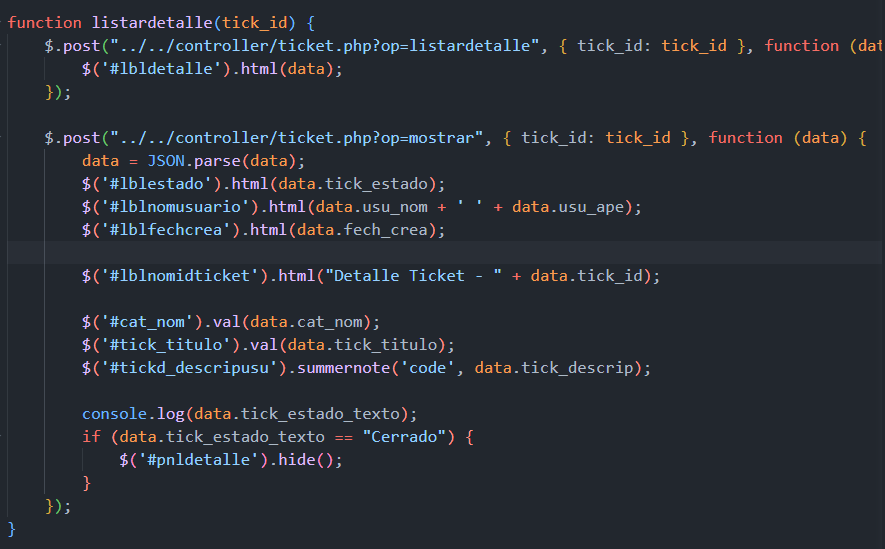 function listardetalle(tick_id) {
$.post("../../controller/ticket.php?op=listardetalle", { tick_id: tick_id }, function (dat
$('#lbldetalle').html(data);
});
$.post("../../controller/ticket.php?op=mostrar", { tick_id: tick_id }, function (data) {
data = JSON.parse(data);
$('#lblestado').html(data.tick_estado);
$('#lblnomusuario').html(data.usu_nom + ' ' + data.usu_ape);
$('#lblfechcrea').html(data.fech_crea);
$('#lblnomidticket').html("Detalle Ticket - " + data.tick_id);
$('#cat_nom').val(data.cat_nom);
$('#tick_titulo').val(data.tick_titulo);
$('#tickd_descripusu').summernote('code', data.tick_descrip);
console.log(data.tick_estado_texto);
if (data.tick_estado_texto == "Cerrado") {
$('#pnldetalle').hide();
}
});
}